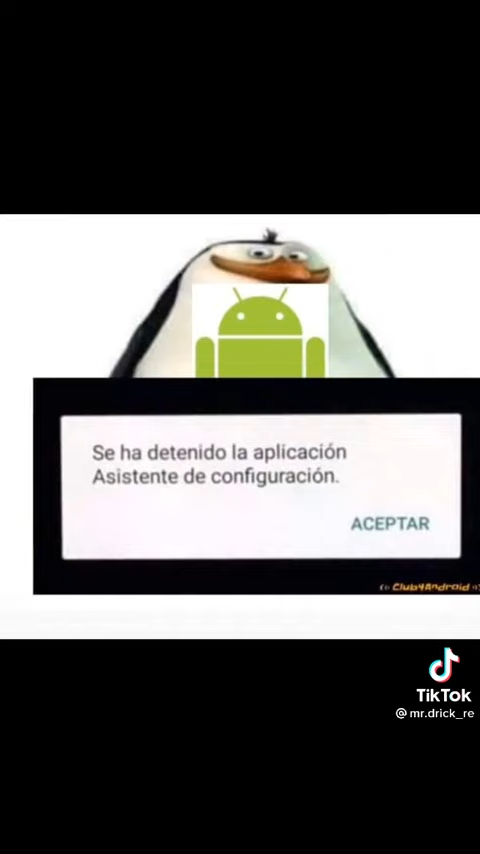 Se ha detenido la aplicación
Asistente de configuración.
ACEPTAR
Club4Android
TikTok
@mr.drick_re